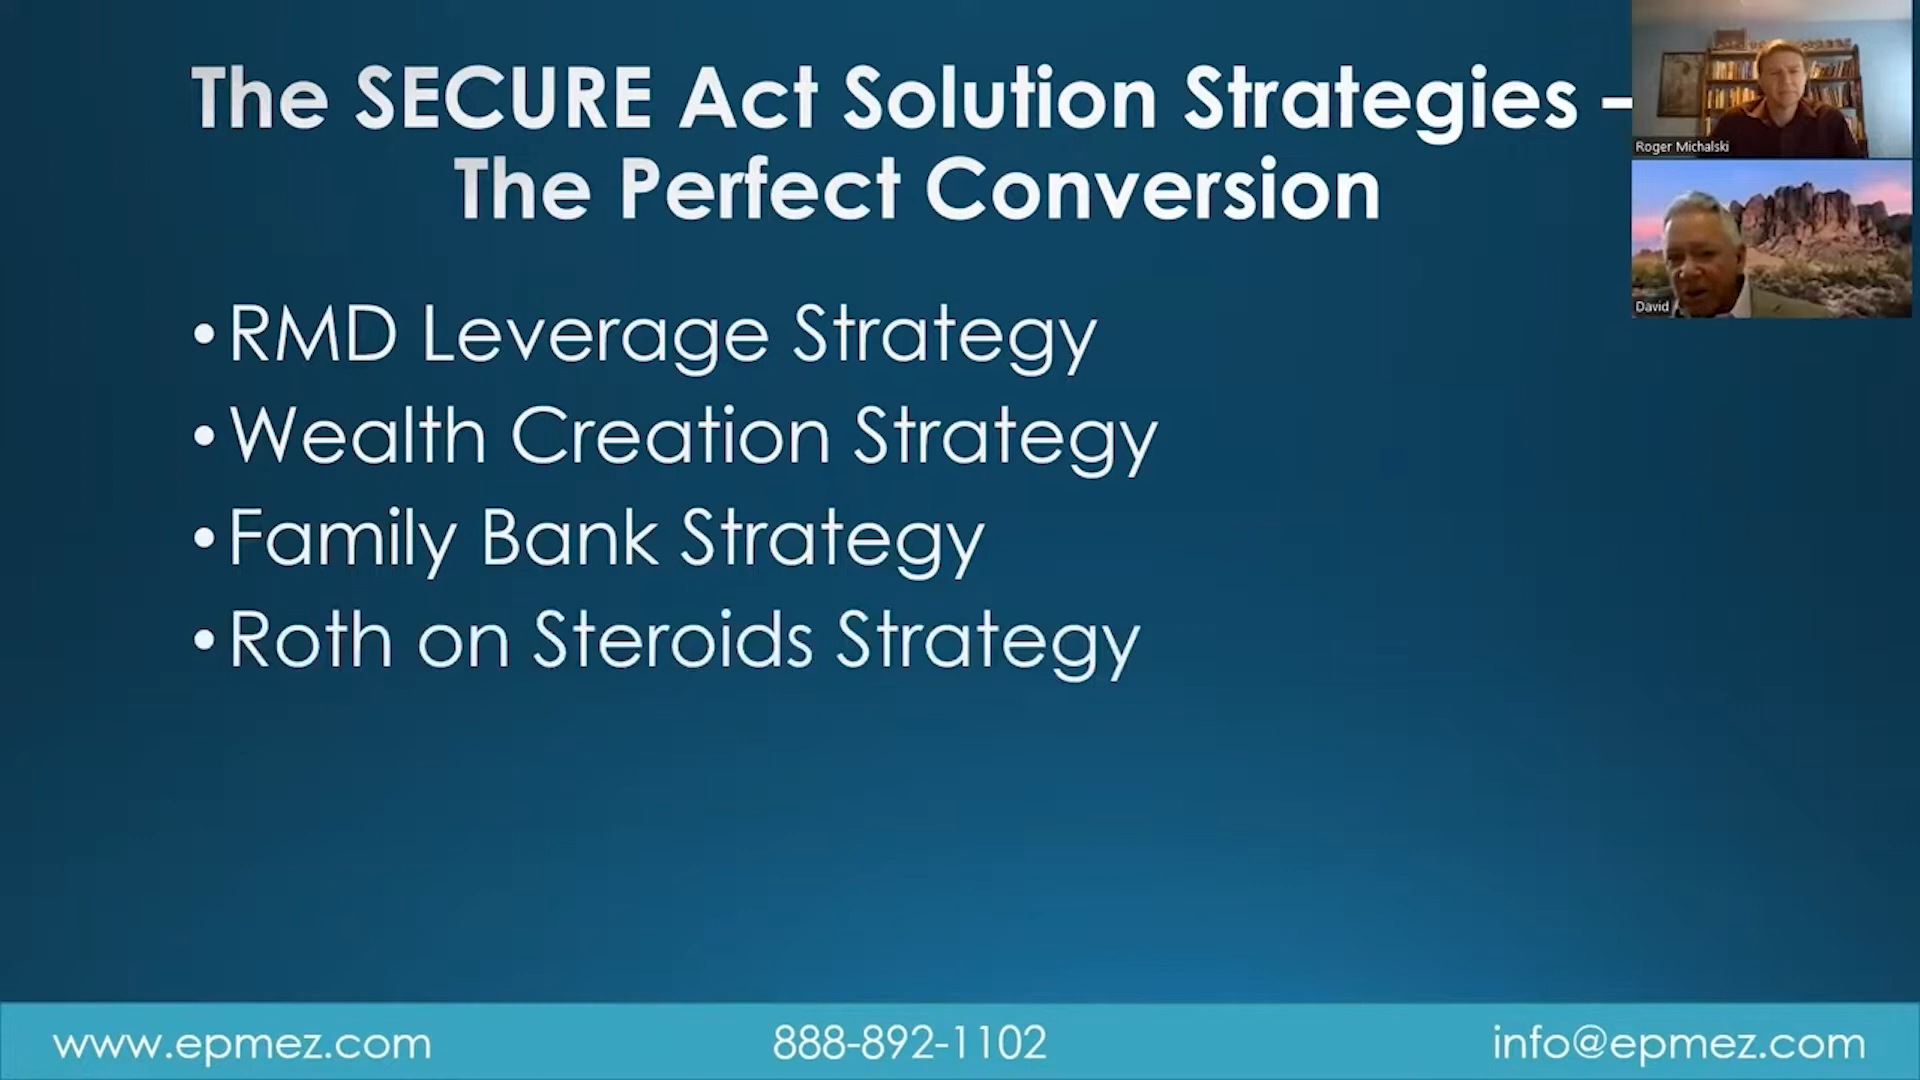 The SECURE Act Solution Strategies –
The Perfect Conversion
•RMD Leverage Strategy
•Wealth Creation Strategy
•Family Bank Strategy
•Roth on Steroids Strategy
Roger Michalski
David
www.epmez.com
888-892-1102
info@epmez.com